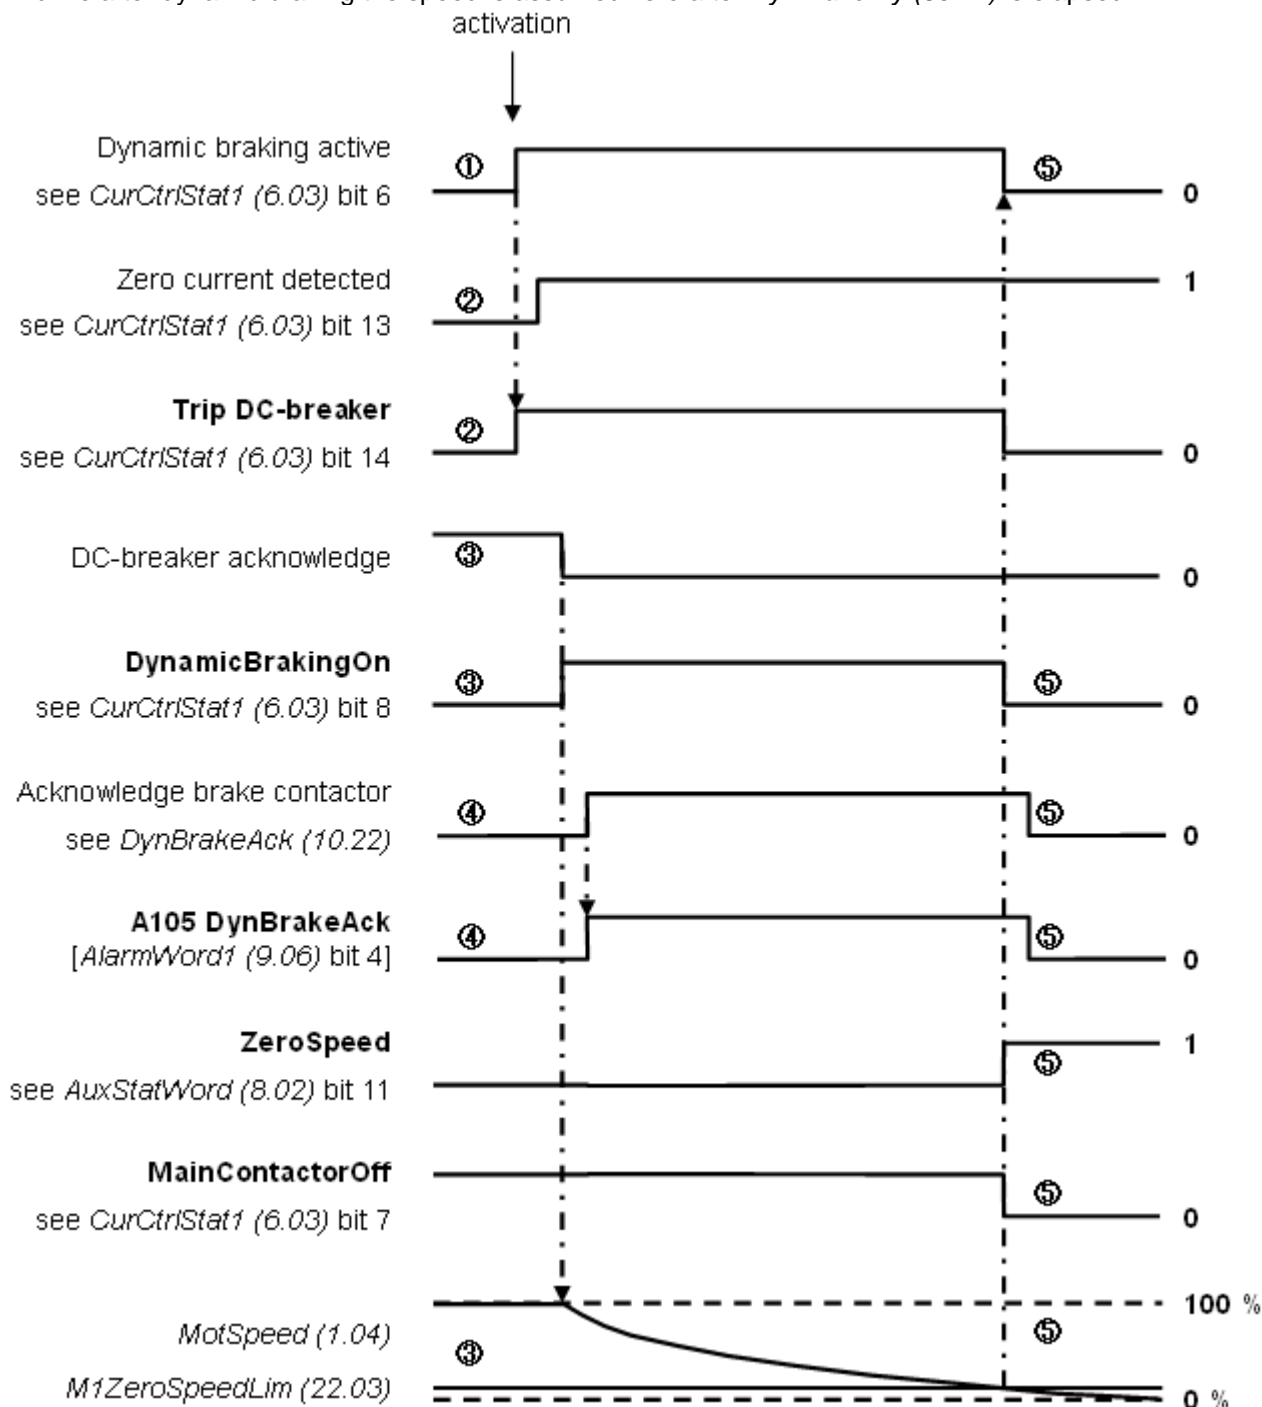 activation
Dynamic braking active
① ⑤
see CurCtrlStat1 (6.03) bit 6 0
Zero current detected 1
②
see CurCtrlStat1 (6.03) bit 13
Trip DC-breaker
②
see CurCtrlStat1 (6.03) bit 14 0
DC-breaker acknowledge ③
0
DynamicBrakingOn
③ ⑤
see CurCtrlStat1 (6.03) bit 8 0
Acknowledge brake contactor
④ ⑤
see DynBrakeAck (10.22) 0
A105 DynBrakeAck
④ ⑤
[AlarmWord1 (9.06) bit 4] 0
ZeroSpeed 1
⑤
see AuxStatWord (8.02) bit 11
MainContactorOff
⑤
see CurCtrlStat1 (6.03) bit 7 0
100 %
MotSpeed (1.04) ⑤
③
M1ZeroSpeedLim (22.03) 0 %